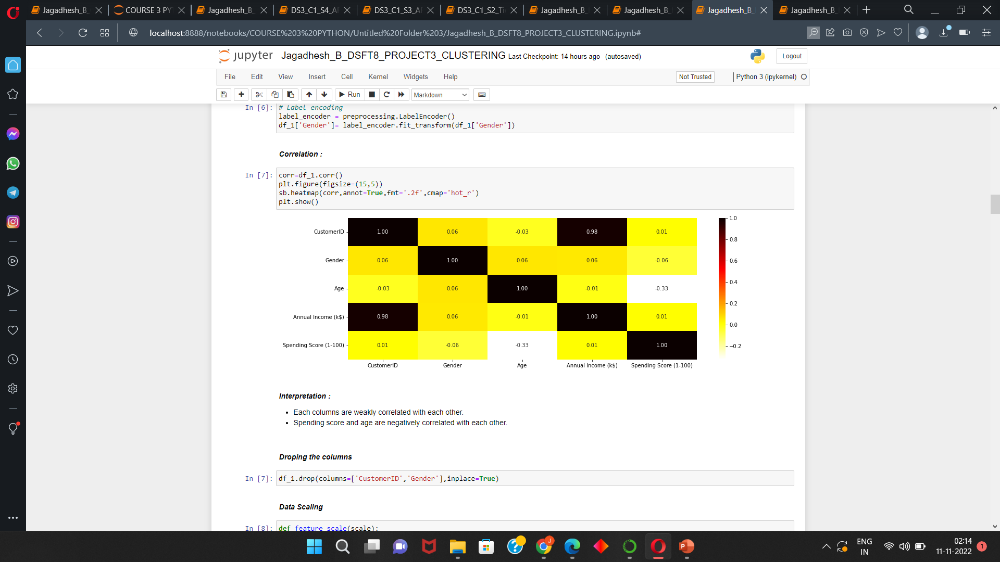 Jagadhesh_B_
COURSE 3 PY
Jagadhesh_B_
DS3_C1_S4_A
DS3_C1_S3_A
DS3_C1_S2_Ti
Jagadhesh_B_
Jagadhesh_B_
Jagadhesh_B_
Jagadhesh_B_
localhost:8888/notebooks/COURSE%203%20PYTHON/Untitled%20Folder%203/Jagadhesh_B_DSFT8_PROJECT3_CLUSTERING.ipynb#
jupyter Jagadhesh_B_DSFT8_PROJECT3_CLUSTERING Last Checkpoint: 14 hours ago (autosaved)
Logout
File Edit View Insert Cell Kernel Widgets Help
Not Trusted
Python 3 (ipykernel)
Run
Markdown
In [6]: # Label encoding
label_encoder = preprocessing.LabelEncoder()
df_1['Gender']= label_encoder.fit_transform(df_1['Gender'])
Correlation :
In [7]: corr=df_1.corr()
plt.figure(figsize=(15,5))
sb.heatmap(corr,annot=True,fmt='.2f',cmap='hot_r')
plt.show()
CustomerID 1.00 0.06 -0.03 0.98 0.01
Gender 0.06 1.00 0.06 0.06 -0.06
Age -0.03 0.06 1.00 -0.01 -0.33
Annual Income (k$) 0.98 0.06 -0.01 1.00 0.01
Spending Score (1-100) 0.01 -0.06 -0.33 0.01 1.00
CustomerID Gender Age Annual Income (k$) Spending Score (1-100)
1.0
0.8
0.6
0.4
0.2
0.0
-0.2
Interpretation :
• Each columns are weakly correlated with each other.
• Spending score and age are negatively correlated with each other.
Droping the columns
In [7]: df_1.drop(columns=['CustomerID','Gender'],inplace=True)
Data Scaling
In [8]: def feature_scale(scale):
J
P
ENG
IN
02:14
11-11-2022
1